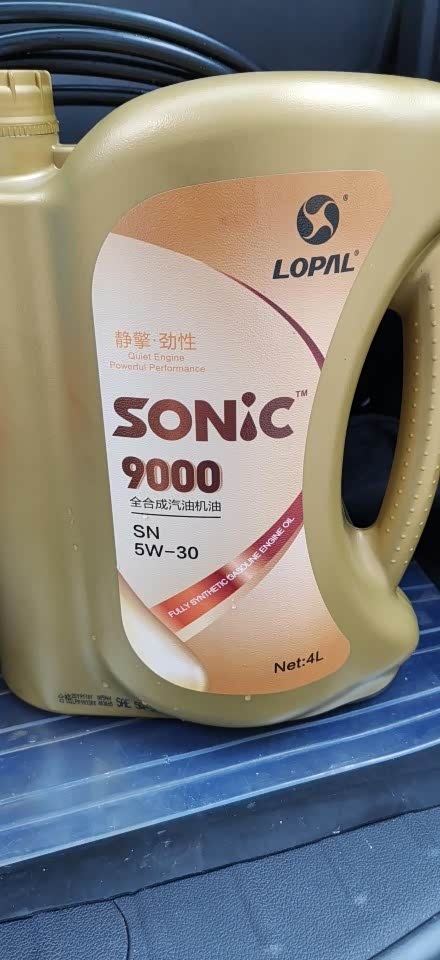 LOPAL®
静擎·劲性
Quiet Engine
Powerful Performance
SONiC™
9000
全合成汽油机油
SN
5W-30
FULLY SYNTHETIC GASOLINE ENGINE OIL
Net:4L